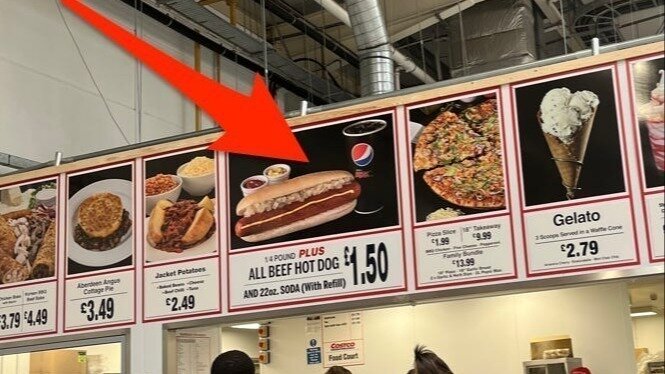 £3.79
£4.49
Aberdeen Angus
Cottage Pie
£3.49
Jacket Potatoes
• Baked Beans • Cheese
• Beef Chilli • Tuna
£2.49
1/4 POUND PLUS
ALL BEEF HOT DOG
AND 22oz. SODA (With Refill)
£1.50
Pizza Slice
£1.99
18" Takeaway
£9.99
Family Bundle
£13.99
Gelato
3 Scoops Served in a Waffle Cone
£2.79
COSTCO
Food Court